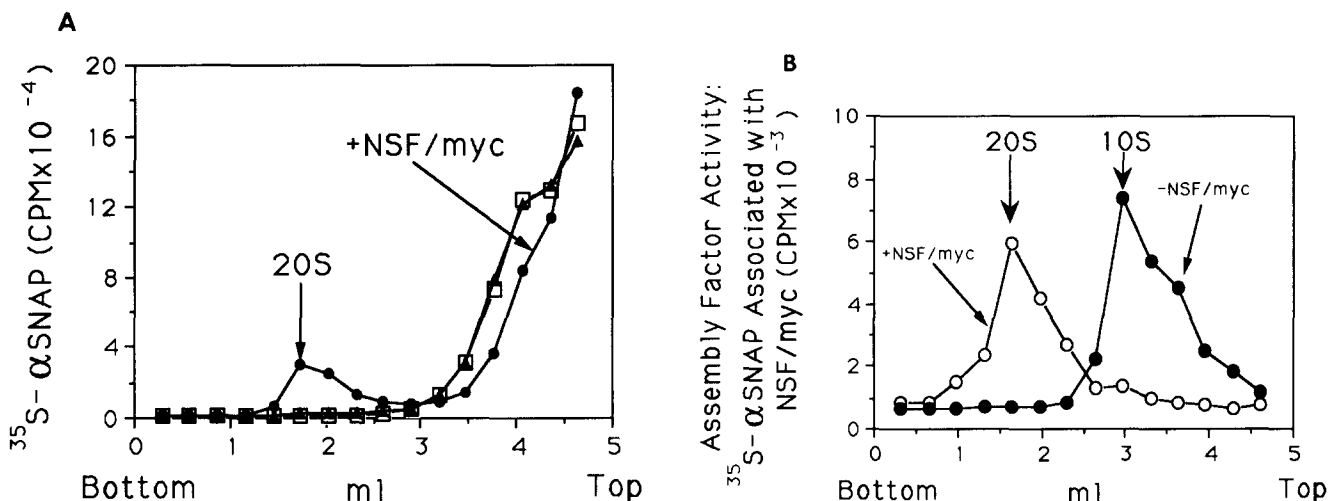 A
³⁵S- αSNAP (CPMx10 ⁻⁴)
20
16
12
8
4
0
+NSF/myc
20S
0 1 2 3 4 5
Bottom ml Top
B
Assembly Factor Activity:
³⁵S- αSNAP Associated with
NSF/myc (CPMx10 ⁻³)
10
8
6
4
2
0
20S
10S
+NSF/myc
-NSF/myc
0 1 2 3 4 5
Bottom ml Top